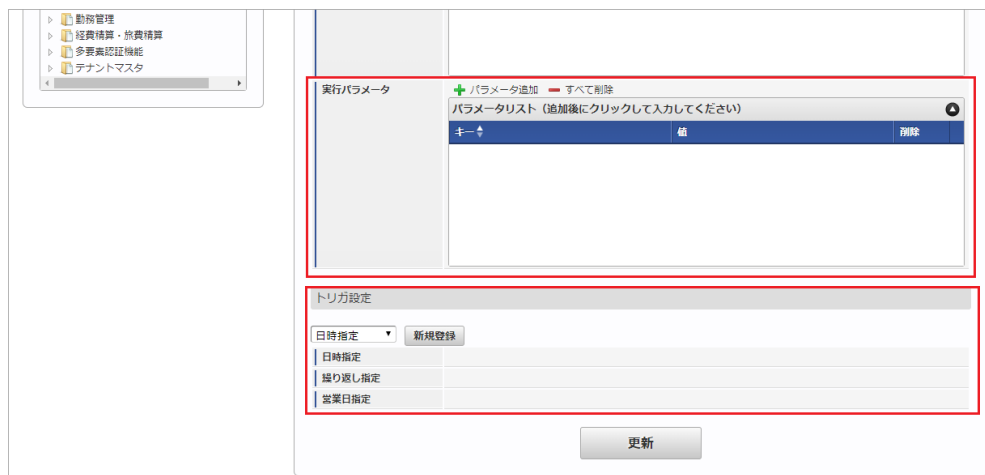 勤務管理
経費精算・旅費精算
多要素認証機能
テナントマスタ
実行パラメータ
パラメータ追加 すべて削除
パラメータリスト（追加後にクリックして入力してください）
キー 値 削除
トリガ設定
日時指定 新規登録
日時指定
繰り返し指定
営業日指定
更新